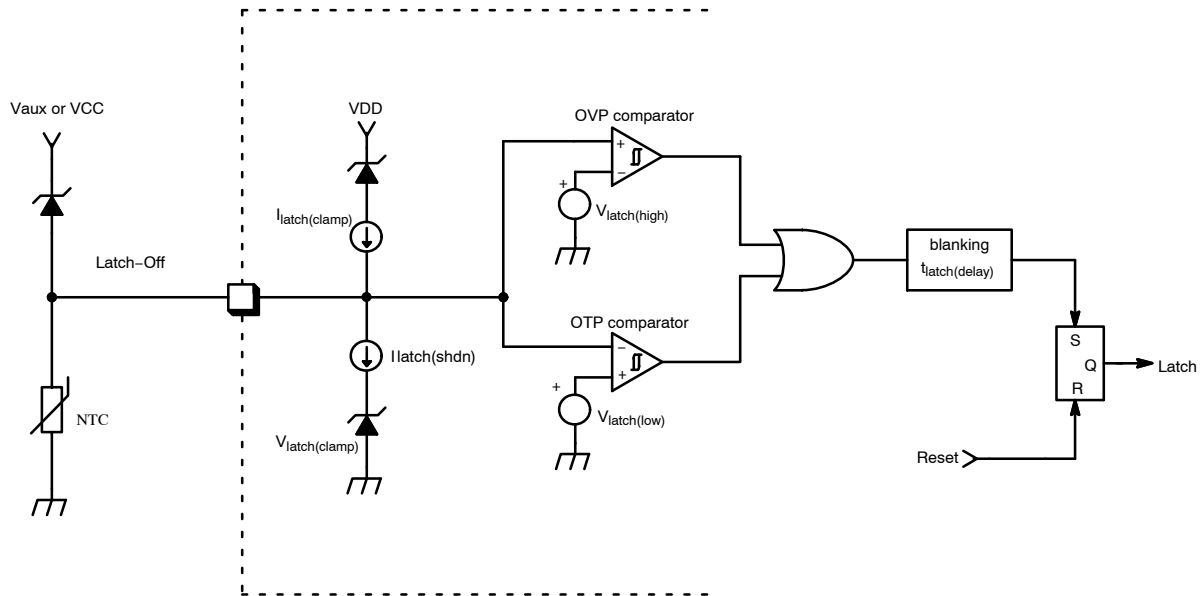 Vaux or VCC
VDD
OVP comparator
+
−
+
Ilatch(clamp)
Vlatch(high)
Latch−Off
blanking
tlatch(delay)
OTP comparator
−
+
+
Ilatch(shdn)
S
Q
R
Latch
NTC
Vlatch(low)
Vlatch(clamp)
Reset